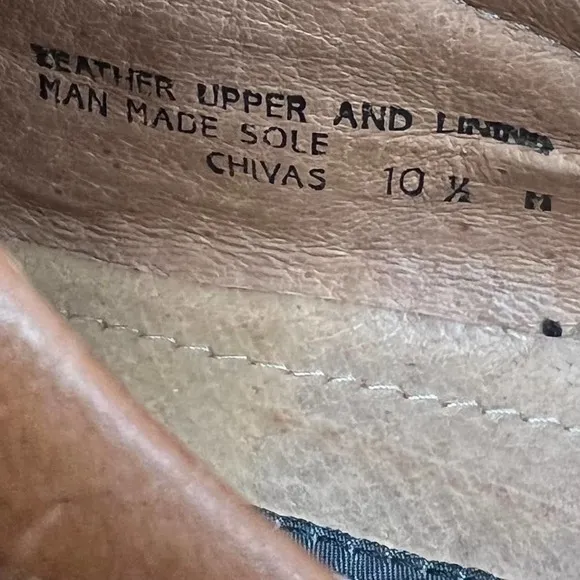 LEATHER UPPER AND LINING
MAN MADE SOLE
CHIVAS 10 ½ M